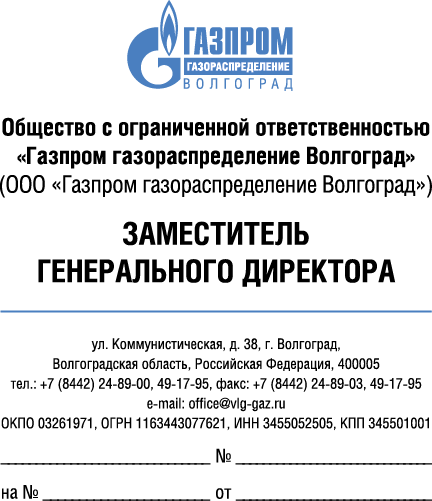 ГАЗПРОМ
ГАЗОРАСПРЕДЕЛЕНИЕ
ВОЛГОГРАД
Общество с ограниченной ответственностью
«Газпром газораспределение Волгоград»
(ООО «Газпром газораспределение Волгоград»)
ЗАМЕСТИТЕЛЬ
ГЕНЕРАЛЬНОГО ДИРЕКТОРА
ул. Коммунистическая, д. 38, г. Волгоград,
Волгоградская область, Российская Федерация, 400005
тел.: +7 (8442) 24-89-00, 49-17-95, факс: +7 (8442) 24-89-03, 49-17-95
e-mail: office@vlg-gaz.ru
ОКПО 03261971, ОГРН 1163443077621, ИНН 3455052505, КПП 345501001
____________________ № ____________________
на № ________________ от ____________________